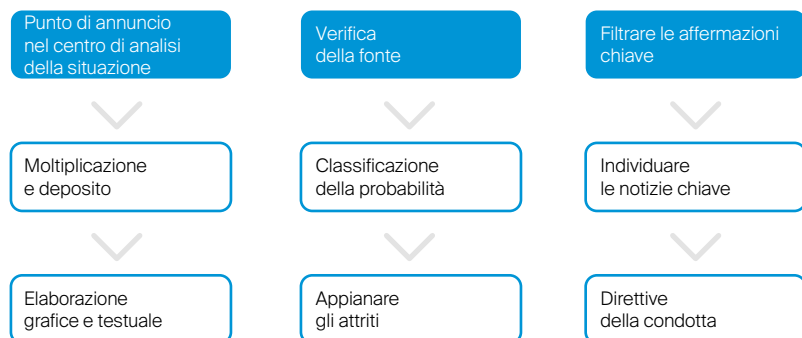 Punto di annuncio
nel centro di analisi
della situazione
Moltiplicazione
e deposito
Elaborazione
grafice e testuale
Verifica
della fonte
Classificazione
della probabilità
Appianare
gli attriti
Filtrare le affermazioni
chiave
Individuare
le notizie chiave
Direttive
della condotta